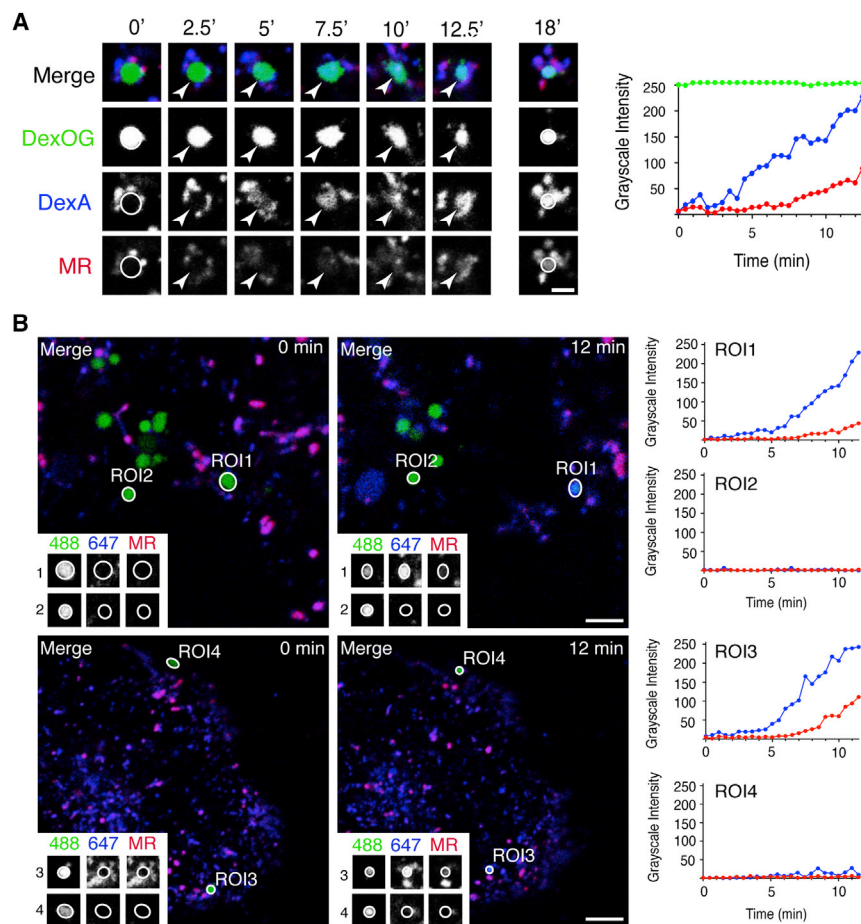 A
0’ 2.5’ 5’ 7.5’ 10’ 12.5’ 18’
Merge
DexOG
DexA
MR
Grayscale Intensity
250
200
150
100
50
0 5 10
Time (min)
B
Merge 0 min
ROI2
ROI1
488 647 MR
1
2
Merge 12 min
ROI2
ROI1
488 647 MR
1
2
Grayscale Intensity
250
200
150
100
50
ROI1
0 5 10
Grayscale Intensity
250
200
150
100
50
ROI2
0 5 10
Time (min)
Merge 0 min
ROI4
ROI3
488 647 MR
3
4
Merge 12 min
ROI4
ROI3
488 647 MR
3
4
Grayscale Intensity
250
200
150
100
50
ROI3
0 5 10
Grayscale Intensity
250
200
150
100
50
ROI4
0 5 10
Time (min)